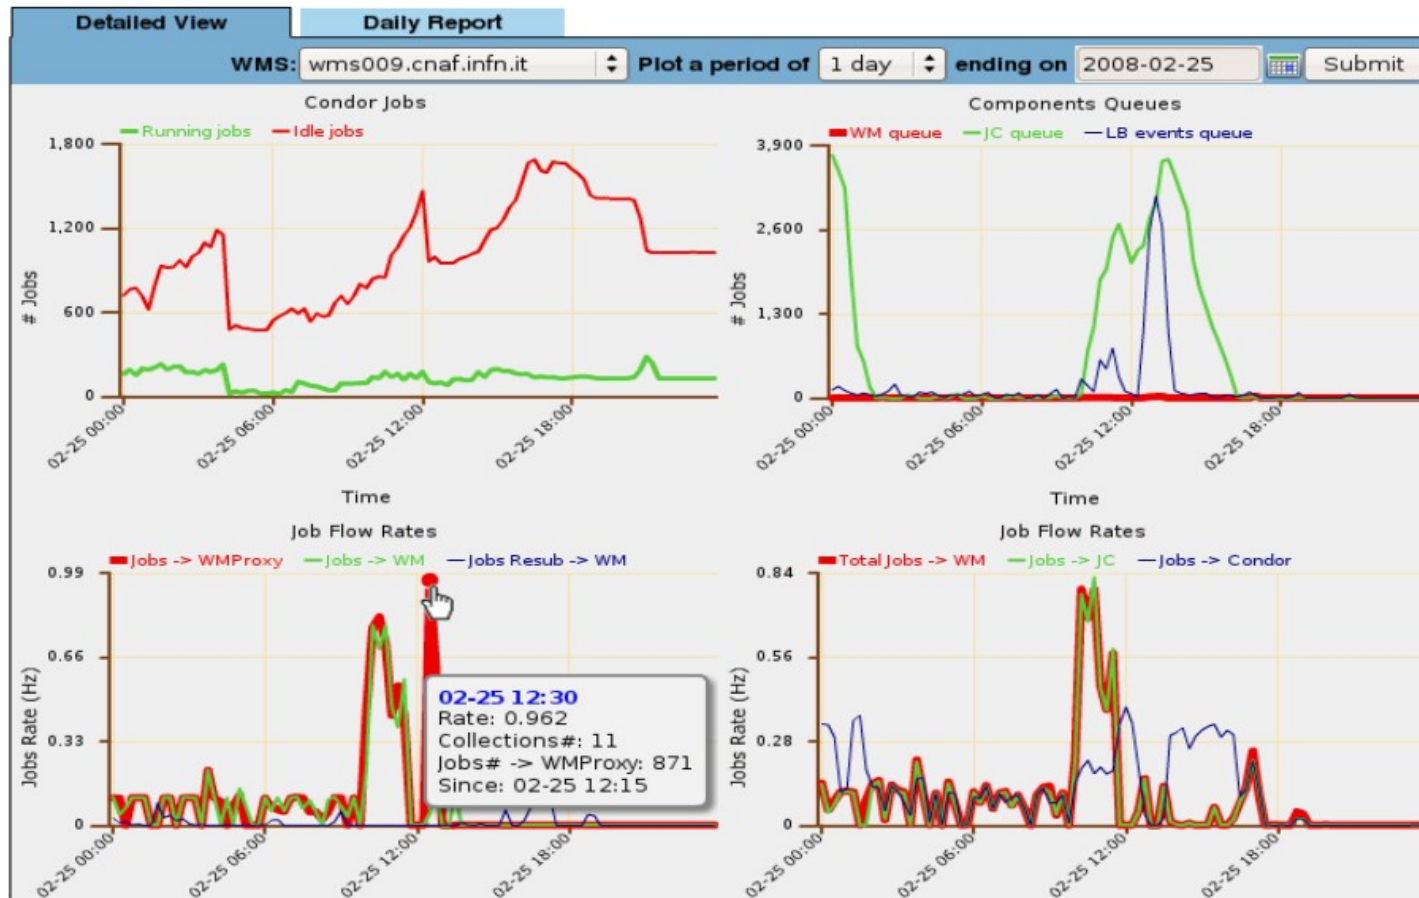 Detailed View
Daily Report
WMS: wms009.cnaf.infn.it Plot a period of 1 day ending on 2008-02-25 Submit
Condor Jobs
Running jobs Idle jobs
1,800
1,200
600
0
# Jobs
02-25 00:00
02-25 06:00
02-25 12:00
02-25 18:00
Time
Components Queues
WM queue JC queue LB events queue
3,900
2,600
1,300
0
# Jobs
02-25 00:00
02-25 06:00
02-25 12:00
02-25 18:00
Time
Job Flow Rates
Jobs -> WMProxy Jobs -> WM Jobs Resub -> WM
0.99
0.66
0.33
0
Jobs Rate (Hz)
02-25 12:30
Rate: 0.962
Collections#: 11
Jobs# -> WMProxy: 871
Since: 02-25 12:15
02-25 00:00
02-25 06:00
02-25 12:00
02-25 18:00
Job Flow Rates
Total Jobs -> WM Jobs -> JC Jobs -> Condor
0.84
0.56
0.28
0
Jobs Rate (Hz)
02-25 00:00
02-25 06:00
02-25 12:00
02-25 18:00